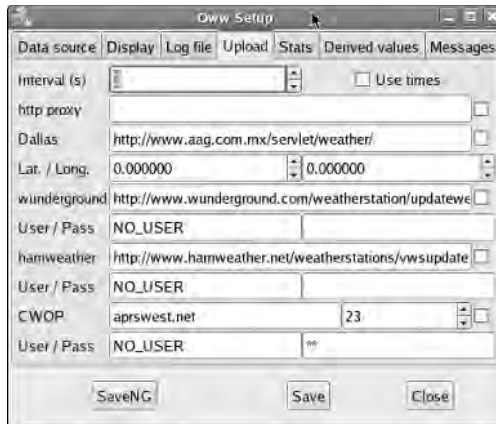 Oww Setup
Data source Display Log file Upload Stats Derived values Messages
Interval (s) Use times
http proxy
Dallas http://www.aag.com.mx/servlet/weather/
Lat. / Long. 0.000000 0.000000
wunderground http://www.wunderground.com/weatherstation/updatewe
User / Pass NO_USER
hamweather http://www.hamweather.net/weatherstations/vwsupdate
User / Pass NO_USER
CWOP aprswest.net 23
User / Pass NO_USER **
SaveNG Save Close